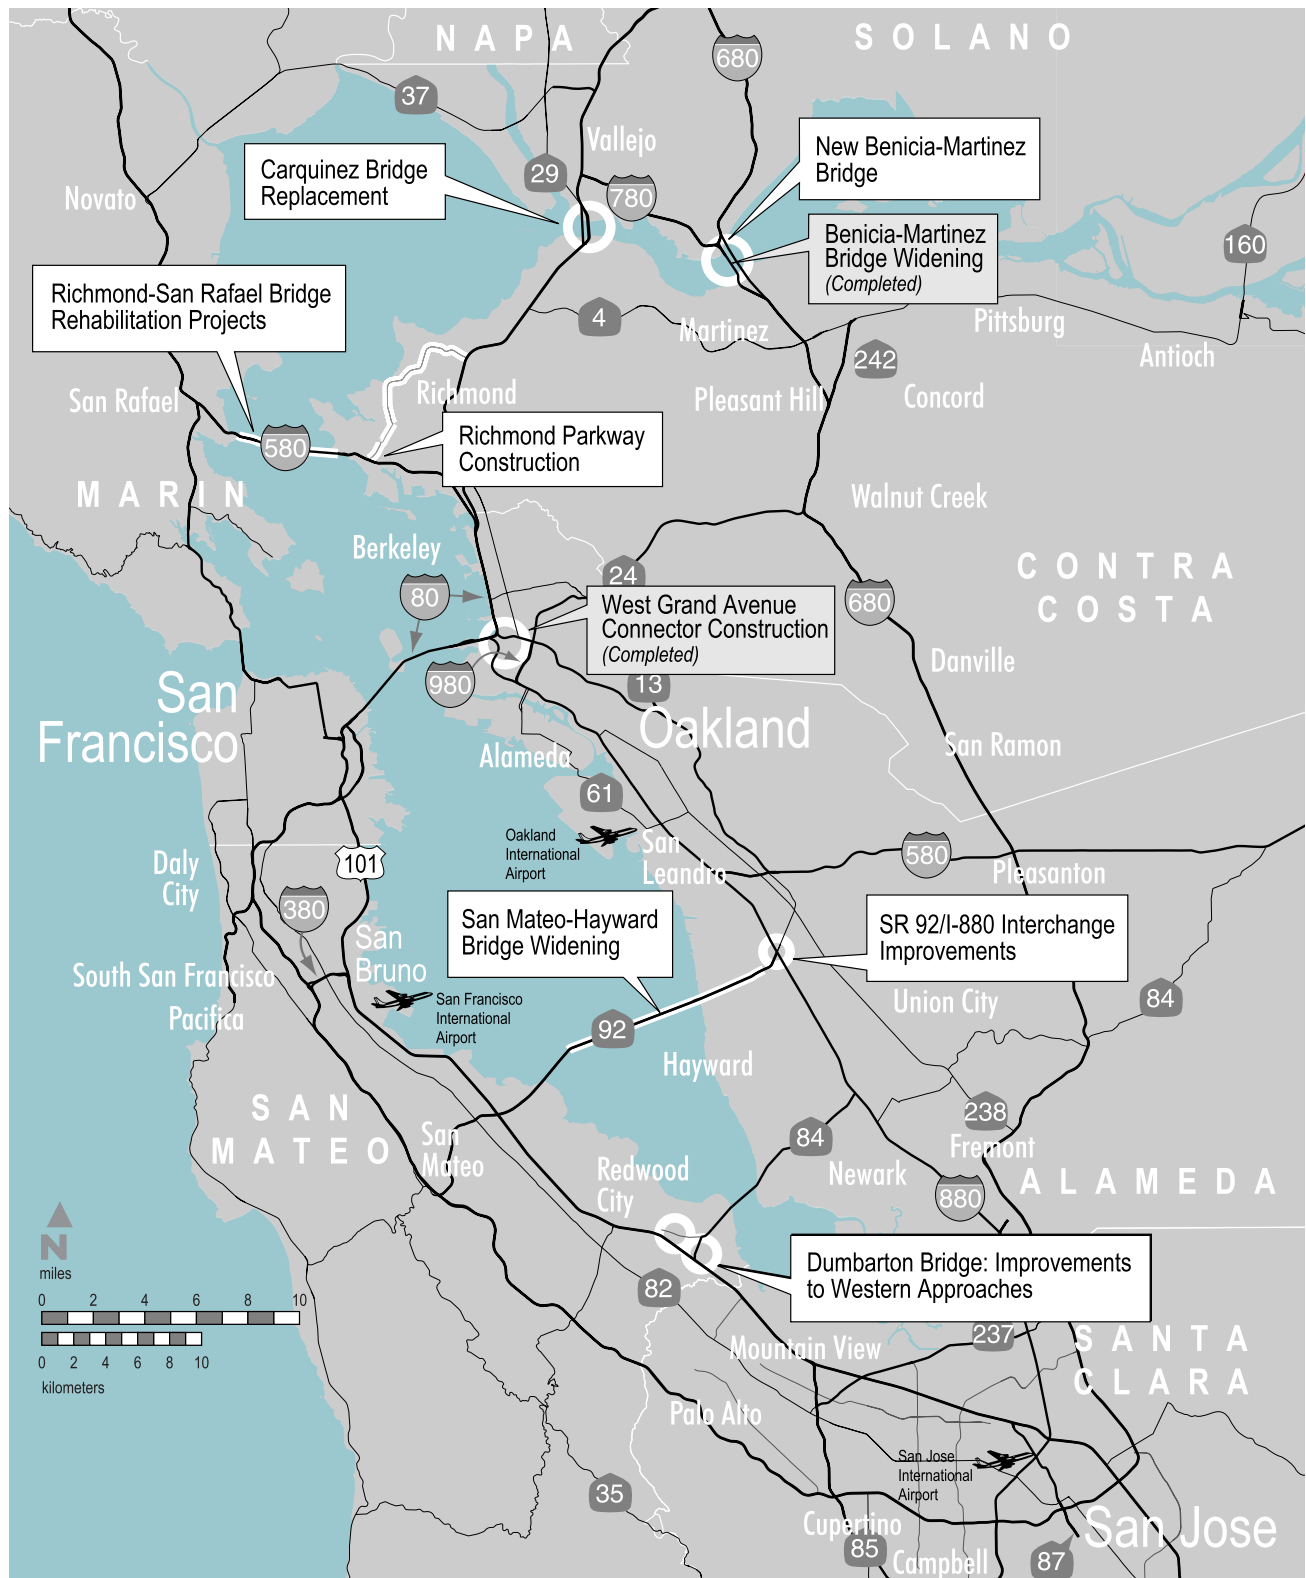 NAPA
SOLANO
680
37
Vallejo
New Benicia-Martinez
Bridge
Carquinez Bridge
Replacement
29
780
Novato
Benicia-Martinez
Bridge Widening
(Completed)
160
Richmond-San Rafael Bridge
Rehabilitation Projects
4
Martinez
Pittsburg
Antioch
242
San Rafael
Richmond
Pleasant Hill
Concord
580
Richmond Parkway
Construction
MARIN
Walnut Creek
Berkeley
24
CONTRA
COSTA
80
680
West Grand Avenue
Connector Construction
(Completed)
980
13
Danville
San
Francisco
Oakland
San Ramon
Alameda
61
Oakland
International
Airport
San
Leandro
580
Pleasanton
101
Daly
City
380
San Mateo-Hayward
Bridge Widening
SR 92/I-880 Interchange
Improvements
San
Bruno
South San Francisco
Pacifica
San Francisco
International
Airport
Union City
84
92
Hayward
SAN
MATEO
238
Fremont
84
San
Mateo
Redwood
City
Newark
880
ALAMEDA
N
miles
0 2 4 6 8 10
0 2 4 6 8 10
kilometers
Dumbarton Bridge: Improvements
to Western Approaches
82
237
SANTA
CLARA
Mountain View
Palo Alto
San Jose
International
Airport
35
Cupertino
85
Campbell
87
San Jose